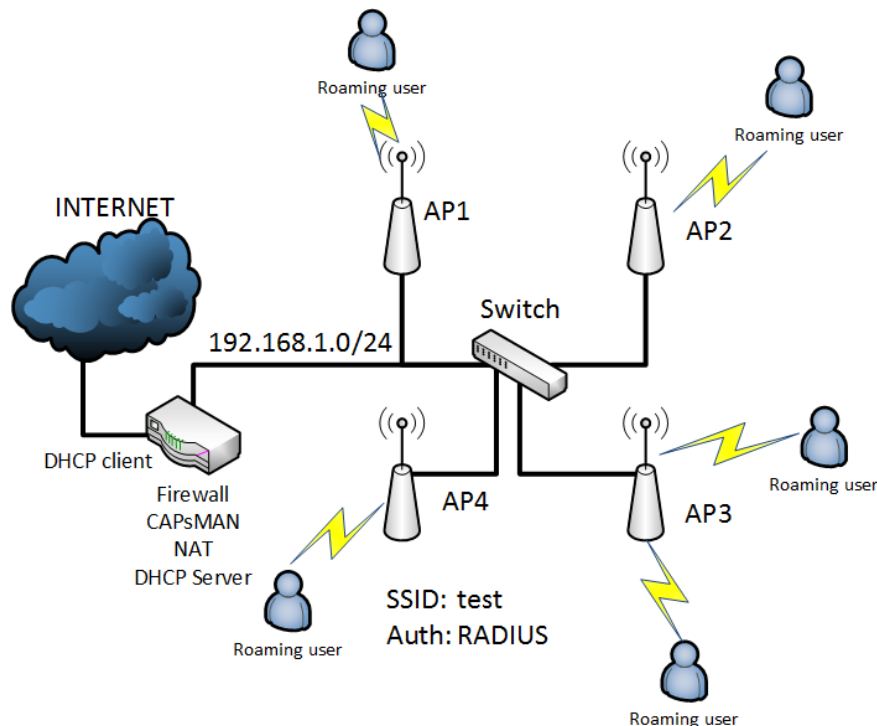 Roaming user
Roaming user
INTERNET
AP1
AP2
Switch
192.168.1.0/24
DHCP client
Firewall
CAPsMAN
NAT
DHCP Server
AP4
AP3
Roaming user
Roaming user
SSID: test
Auth: RADIUS
Roaming user